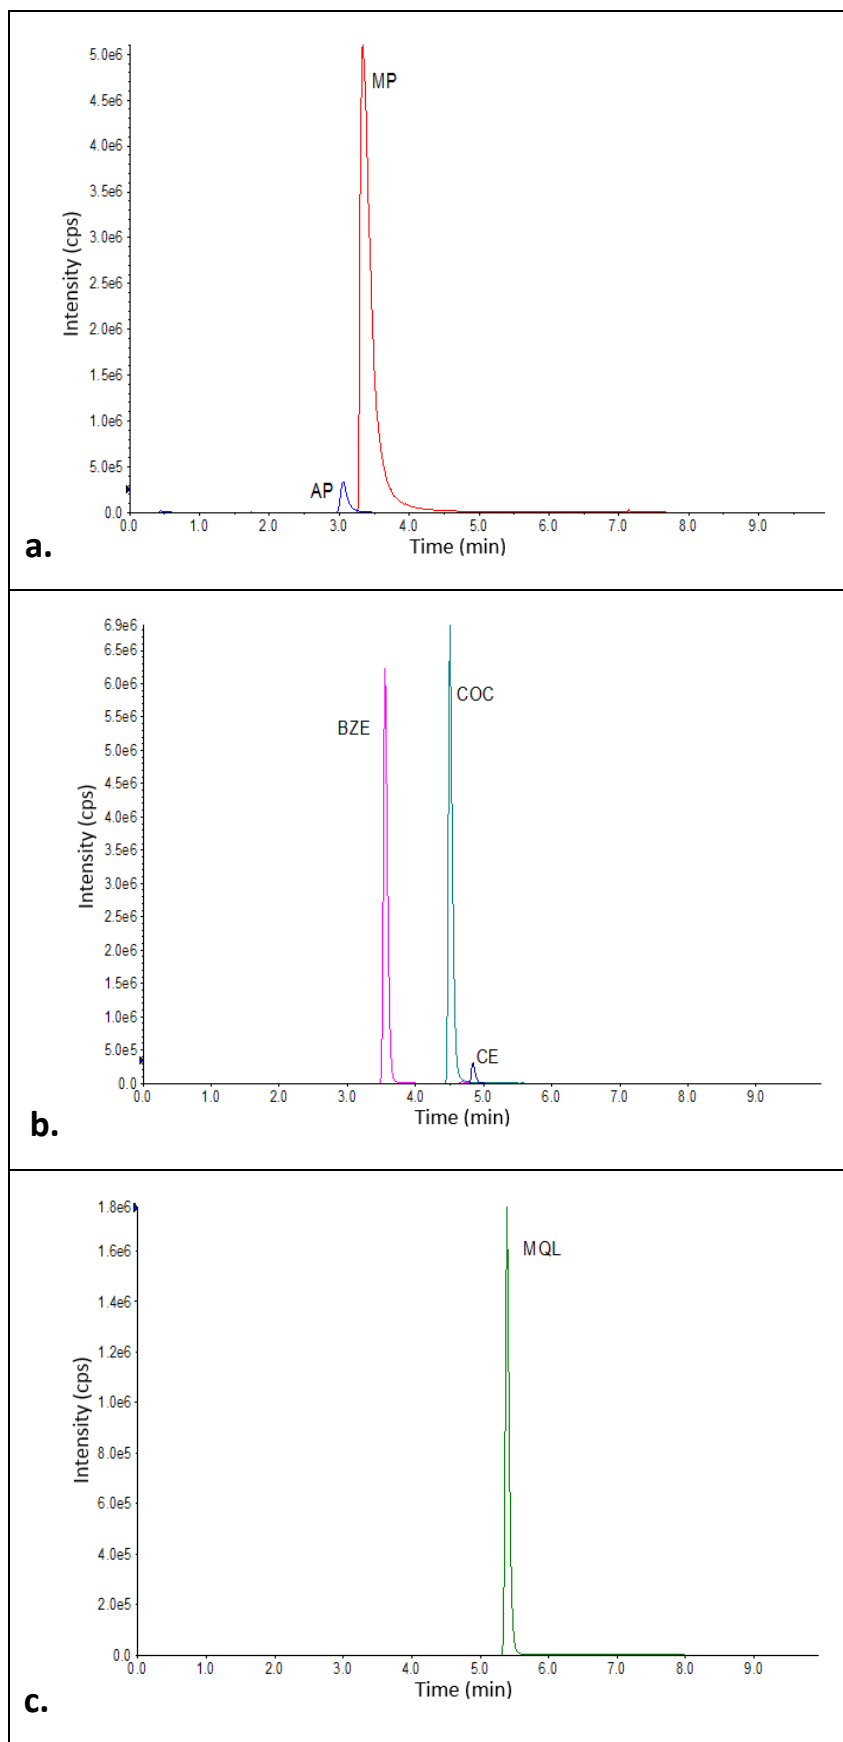 5.0e6
MP
4.5e6
4.0e6
3.5e6
3.0e6
2.5e6
2.0e6
1.5e6
1.0e6
5.0e5
AP
0.0
Intensity (cps)
0.0 1.0 2.0 3.0 4.0 5.0 6.0 7.0 8.0 9.0
Time (min)
a.
6.9e6
6.5e6
6.0e6
5.5e6
5.0e6
4.5e6
4.0e6
3.5e6
3.0e6
2.5e6
2.0e6
1.5e6
1.0e6
5.0e5
0.0
COC
BZE
CE
Intensity (cps)
0.0 1.0 2.0 3.0 4.0 5.0 6.0 7.0 8.0 9.0
Time (min)
b.
1.8e6
1.6e6
1.4e6
1.2e6
1.0e6
8.0e5
6.0e5
4.0e5
2.0e5
0.0
MQL
Intensity (cps)
0.0 1.0 2.0 3.0 4.0 5.0 6.0 7.0 8.0 9.0
Time (min)
c.